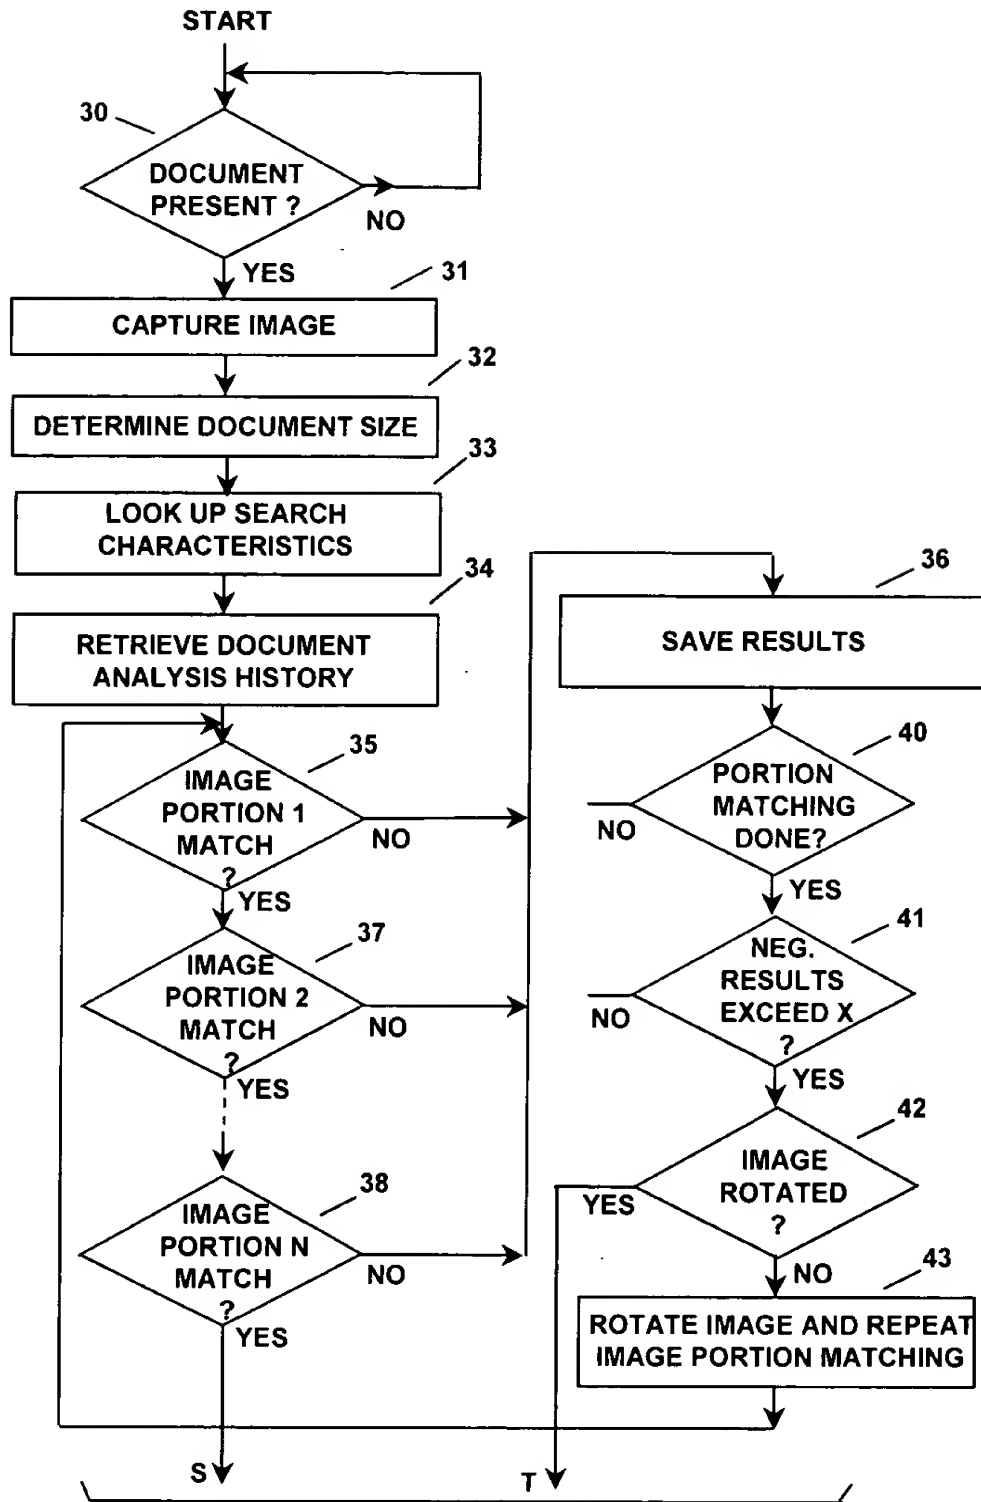 START
30
DOCUMENT
PRESENT ?
NO
YES
31
CAPTURE IMAGE
32
DETERMINE DOCUMENT SIZE
33
LOOK UP SEARCH
CHARACTERISTICS
34
RETRIEVE DOCUMENT
ANALYSIS HISTORY
35
IMAGE
PORTION 1
MATCH
?
NO
YES
37
IMAGE
PORTION 2
MATCH
?
NO
YES
38
IMAGE
PORTION N
MATCH
?
NO
YES
S
36
SAVE RESULTS
40
PORTION
MATCHING
DONE?
NO
YES
41
NEG.
RESULTS
EXCEED X
?
NO
YES
42
IMAGE
ROTATED
?
YES
NO
43
ROTATE IMAGE AND REPEAT
IMAGE PORTION MATCHING
T